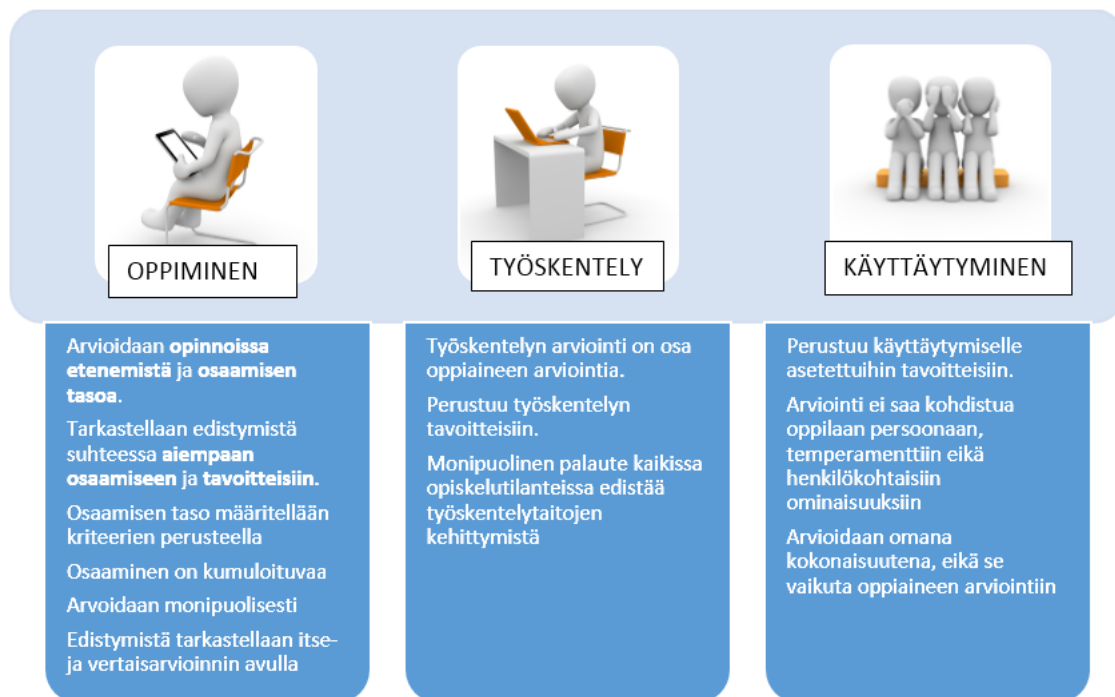 OPPIMINEN
Arvioidaan opinnoissa
etenemistä ja osaamisen
tasoa.
Tarkastellaan edistymistä
suhteessa aiempaan
osaamiseen ja tavoitteisiin.
Osaamisen taso määritellään
kriteerien perusteella
Osaaminen on kumuloituvaa
Arvoidaan monipuolisesti
Edistymistä tarkastellaan itse-
ja vertaisarvioinnin avulla
TYÖSKENTELY
Työskentelyn arviointi on osa
oppiaineen arviointia.
Perustuu työskentelyn
tavoitteisiin.
Monipuolinen palaute kaikissa
opiskelutilanteissa edistää
työskentelytaitojen
kehittymistä
KÄYTTÄYTYMINEN
Perustuu käyttäytymiselle
asetettuihin tavoitteisiin.
Arviointi ei saa kohdistua
oppilaan persoonaan,
temperamenttiin eikä
henkilökohtaisiin
ominaisuuksiin
Arvioidaan omana
kokonaisuutena, eikä se
vaikuta oppiaineen arviointiin